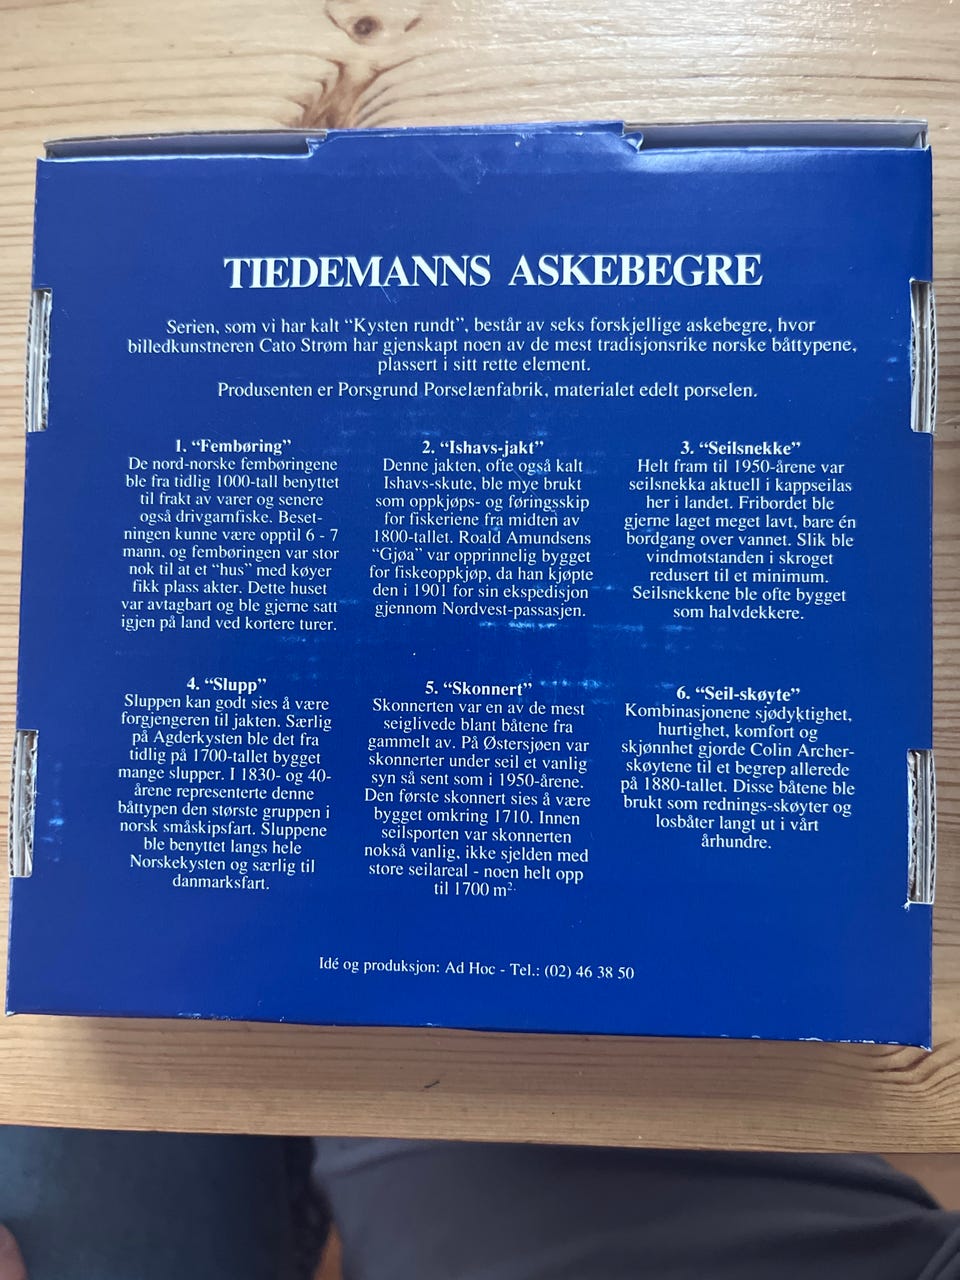 TIEDEMANNS ASKEBEGRE
Serien, som vi har kalt “Kysten rundt”, består av seks forskjellige askebegre, hvor
billedkunstneren Cato Strøm har gjenskapt noen av de mest tradisjonsrike norske båttypene,
plassert i sitt rette element.
Produsenten er Porsgrund Porselænfabrik, materialet edelt porselen.
1. “Fembøring”
De nord-norske fembøringene
ble fra tidlig 1000-tall benyttet
til frakt av varer og senere
også drivgarnfiske. Beset-
ningen kunne være opptil 6 - 7
mann, og fembøringen var stor
nok til at et “hus” med køyer
fikk plass akter. Dette huset
var avtagbart og ble gjerne satt
igjen på land ved kortere turer.
2. “Ishavs-jakt”
Denne jakten, ofte også kalt
Ishavs-skute, ble mye brukt
som oppkjøps- og føringsskip
for fiskeriene fra midten av
1800-tallet. Roald Amundsens
“Gjøa” var opprinnelig bygget
for fiskeoppkjøp, da han kjøpte
den i 1901 for sin ekspedisjon
gjennom Nordvest-passasjen.
3. “Seilsnekke”
Helt fram til 1950-årene var
seilsnekka aktuell i kappseilas
her i landet. Fribordet ble
gjerne laget meget lavt, bare én
bordgang over vannet. Slik ble
vindmotstanden i skroget
redusert til et minimum.
Seilsnekkene ble ofte bygget
som halvdekkere.
4. “Slupp”
Sluppen kan godt sies å være
forgjengeren til jakten. Særlig
på Agderkysten ble det fra
tidlig på 1700-tallet bygget
mange slupper. I 1830- og 40-
årene representerte denne
båttypen den største gruppen i
norsk småskipsfart. Sluppene
ble benyttet langs hele
Norskekysten og særlig til
danmarksfart.
5. “Skonnert”
Skonnerten var en av de mest
seiglivede blant båtene fra
gammelt av. På Østersjøen var
skonnerter under seil et vanlig
syn så sent som i 1950-årene.
Den første skonnert sies å være
bygget omkring 1710. Innen
seilsporten var skonnerten
nokså vanlig, ikke sjelden med
store seilareal - noen helt opp
til 1700 m².
6. “Seil-skøyte”
Kombinasjonene sjødyktighet,
hurtighet, komfort og
skjønnhet gjorde Colin Archer-
skøytene til et begrep allerede
på 1880-tallet. Disse båtene ble
brukt som rednings-skøyter og
losbåter langt ut i vårt
århundre.
Idé og produksjon: Ad Hoc - Tel.: (02) 46 38 50